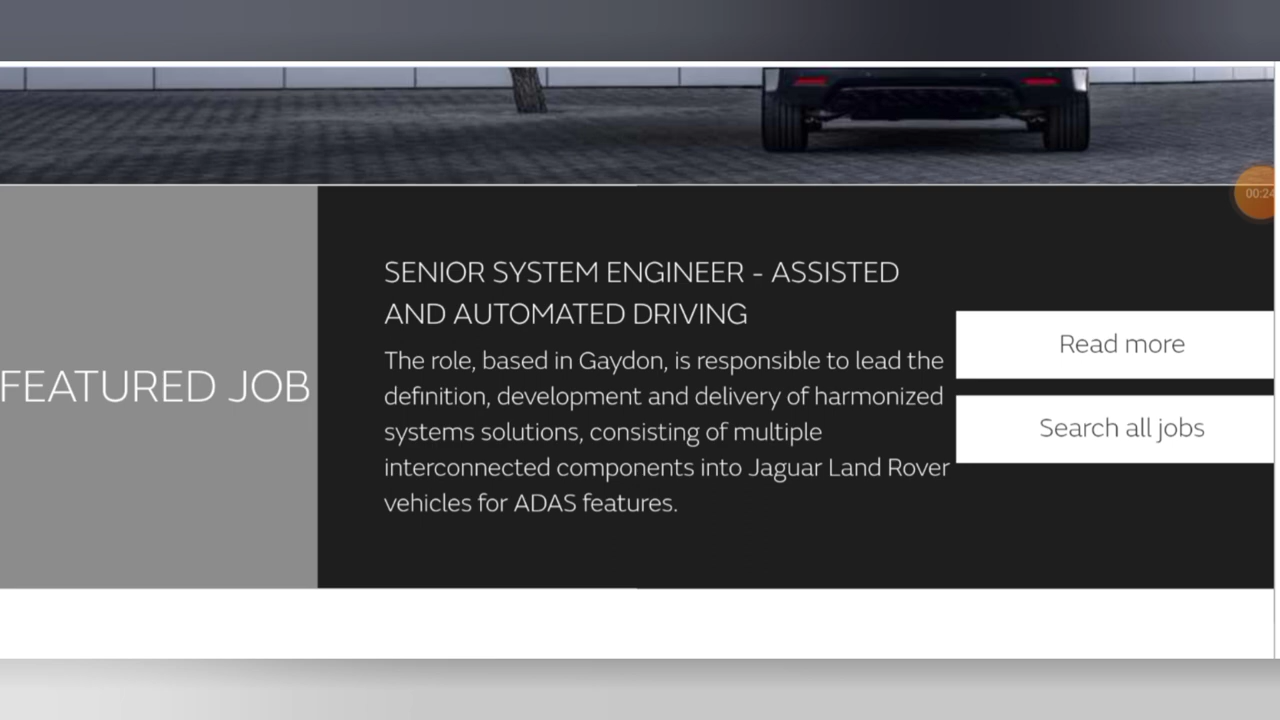 00:24
SENIOR SYSTEM ENGINEER - ASSISTED
AND AUTOMATED DRIVING
The role, based in Gaydon, is responsible to lead the
definition, development and delivery of harmonized
systems solutions, consisting of multiple
interconnected components into Jaguar Land Rover
vehicles for ADAS features.
FEATURED JOB
Read more
Search all jobs